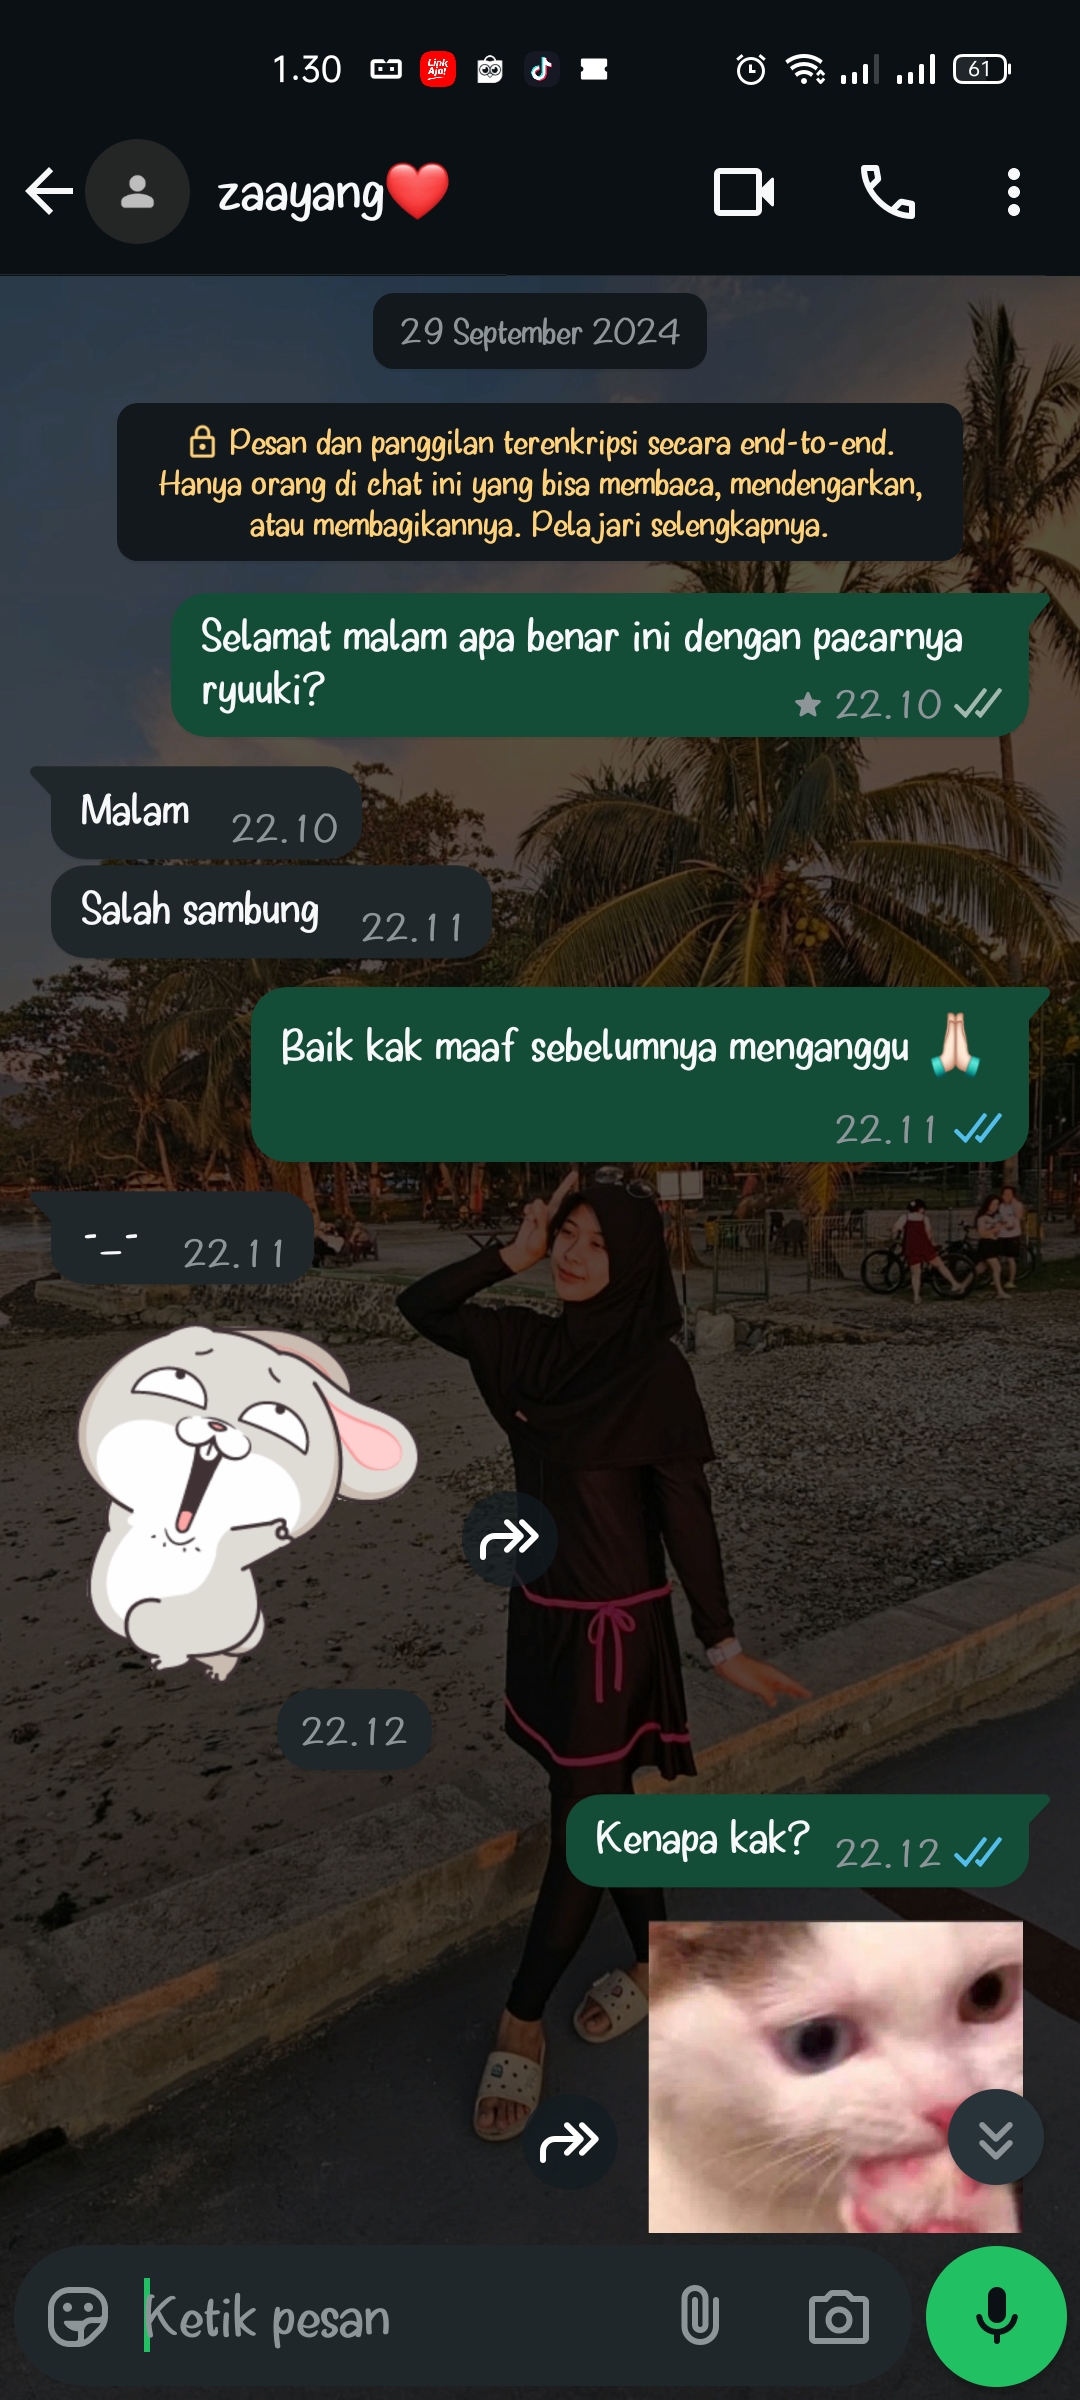 1.30
Link Aja!
61
zaayang❤️
29 September 2024
Pesan dan panggilan terenkripsi secara end-to-end.
Hanya orang di chat ini yang bisa membaca, mendengarkan,
atau membagikannya. Pelajari selengkapnya.
Selamat malam apa benar ini dengan pacarnya
ryuuki?
22.10
Malam 22.10
Salah sambung 22.11
Baik kak maaf sebelumnya menganggu 🙏🏻
22.11
-_- 22.11
22.12
Kenapa kak? 22.12
Ketik pesan